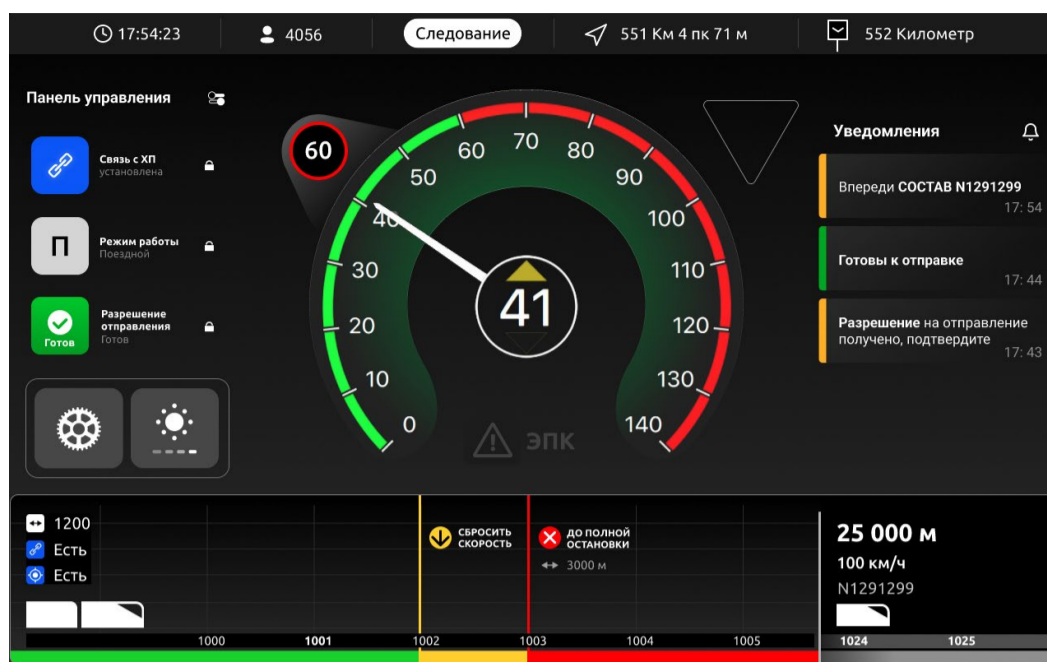 17:54:23
4056
Следование
551 Км 4 пк 71 м
552 Километр
Панель управления
Связь с ХП
установлена
П
Режим работы
Поездной
Готов
Разрешение
отправления
Готов
60
0
10
20
30
40
50
60
70
80
90
100
110
120
130
140
41
ЭПК
Уведомления
Впереди СОСТАВ N1291299
17: 54
Готовы к отправке
17: 44
Разрешение на отправление
получено, подтвердите
17: 43
1200
Есть
Есть
СБРОСИТЬ
СКОРОСТЬ
ДО ПОЛНОЙ
ОСТАНОВКИ
3000 м
1000 1001 1002 1003 1004 1005
25 000 м
100 км/ч
N1291299
1024 1025